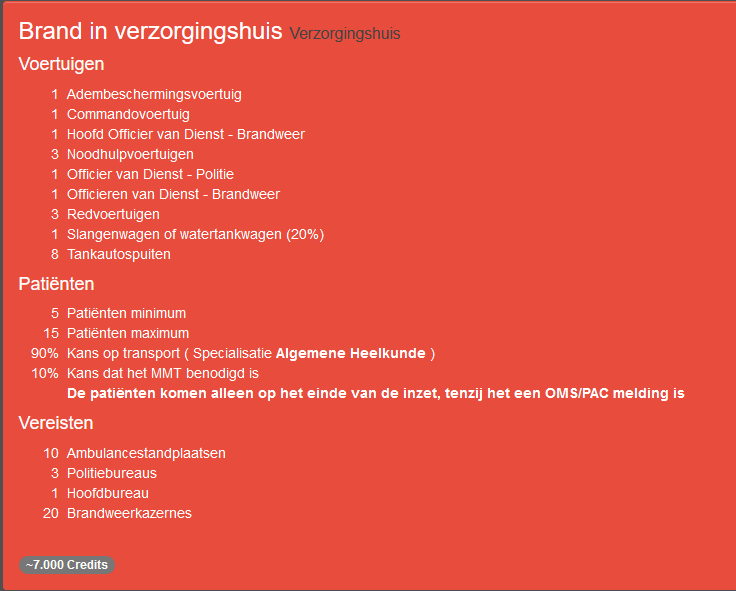 Brand in verzorgingshuis Verzorgingshuis
Voertuigen
1 Adembeschermingsvoertuig
1 Commandovoertuig
1 Hoofd Officier van Dienst - Brandweer
3 Noodhulpvoertuigen
1 Officier van Dienst - Politie
1 Officieren van Dienst - Brandweer
3 Redvoertuigen
1 Slangenwagen of watertankwagen (20%)
8 Tankautospuiten
Patiënten
5 Patiënten minimum
15 Patiënten maximum
90% Kans op transport ( Specialisatie Algemene Heelkunde )
10% Kans dat het MMT benodigd is
De patiënten komen alleen op het einde van de inzet, tenzij het een OMS/PAC melding is
Vereisten
10 Ambulancestandplaatsen
3 Politiebureaus
1 Hoofdbureau
20 Brandweerkazernes
~7.000 Credits